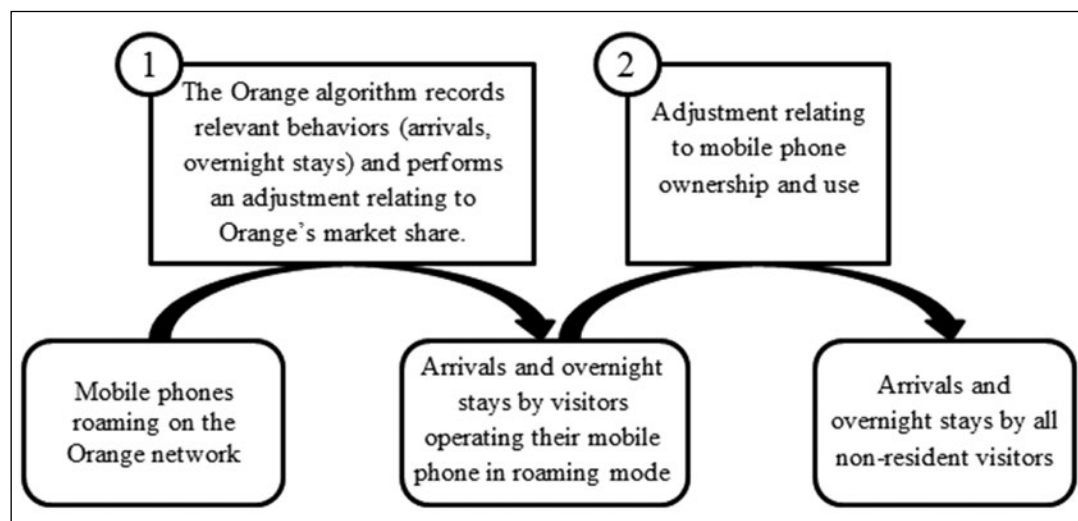 1
The Orange algorithm records
relevant behaviors (arrivals,
overnight stays) and performs
an adjustment relating to
Orange's market share.
2
Adjustment relating
to mobile phone
ownership and use
Mobile phones
roaming on the
Orange network
Arrivals and overnight
stays by visitors
operating their mobile
phone in roaming mode
Arrivals and
overnight stays by all
non-resident visitors